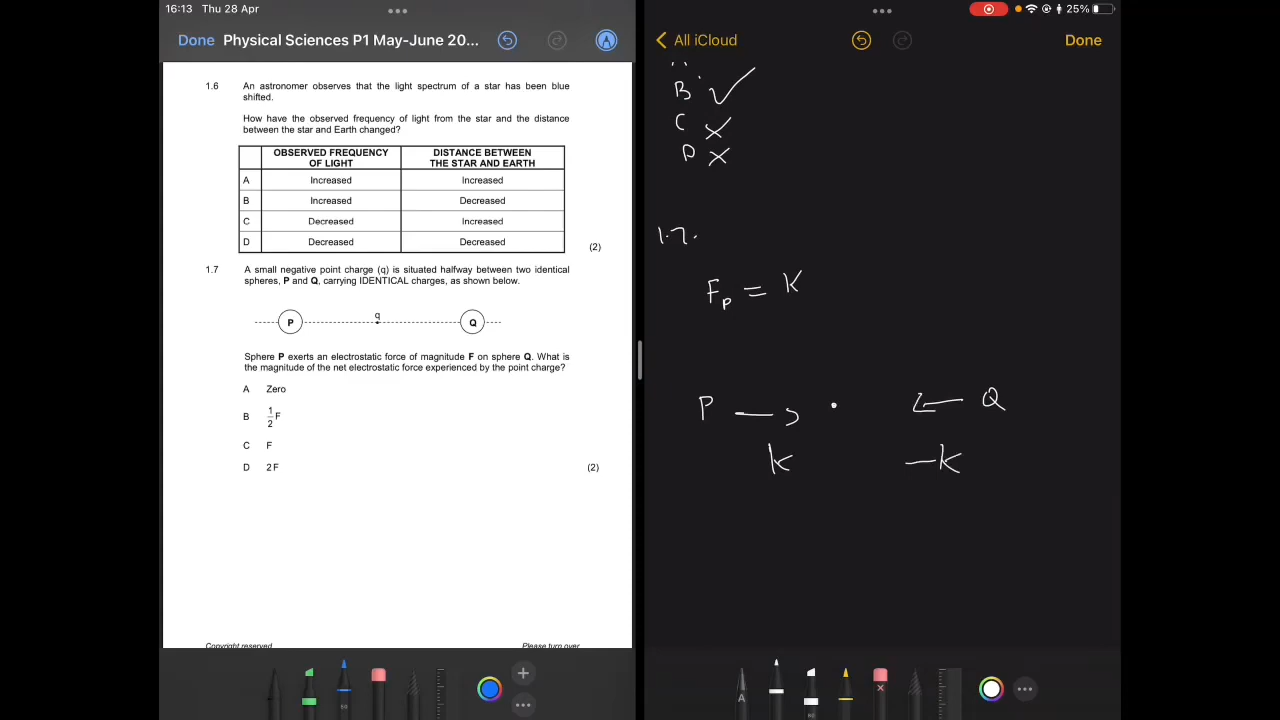 16:13 Thu 28 Apr
Done Physical Sciences P1 May-June 20...
1.6 An astronomer observes that the light spectrum of a star has been blue
shifted.
How have the observed frequency of light from the star and the distance
between the star and Earth changed?
OBSERVED FREQUENCY OF LIGHT DISTANCE BETWEEN THE STAR AND EARTH
A Increased Increased
B Increased Decreased
C Decreased Increased
D Decreased Decreased
(2)
1.7 A small negative point charge (q) is situated halfway between two identical
spheres, P and Q, carrying IDENTICAL charges, as shown below.
P q Q
Sphere P exerts an electrostatic force of magnitude F on sphere Q. What is
the magnitude of the net electrostatic force experienced by the point charge?
A Zero
B 1/2 F
C F
D 2F
(2)
Copyright reserved Please turn over
25%
All iCloud Done
B ✓
C ✗
D ✗
1.7.
Fp = K
P → · ← Q
k -k
A